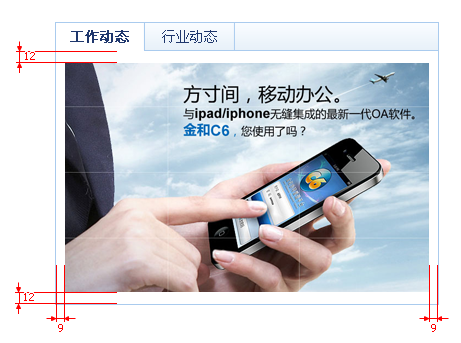 工作动态 行业动态
12
方寸间，移动办公。
与ipad/iphone无缝集成的最新一代OA软件。
金和C6，您使用了吗？
C6
12
9 9